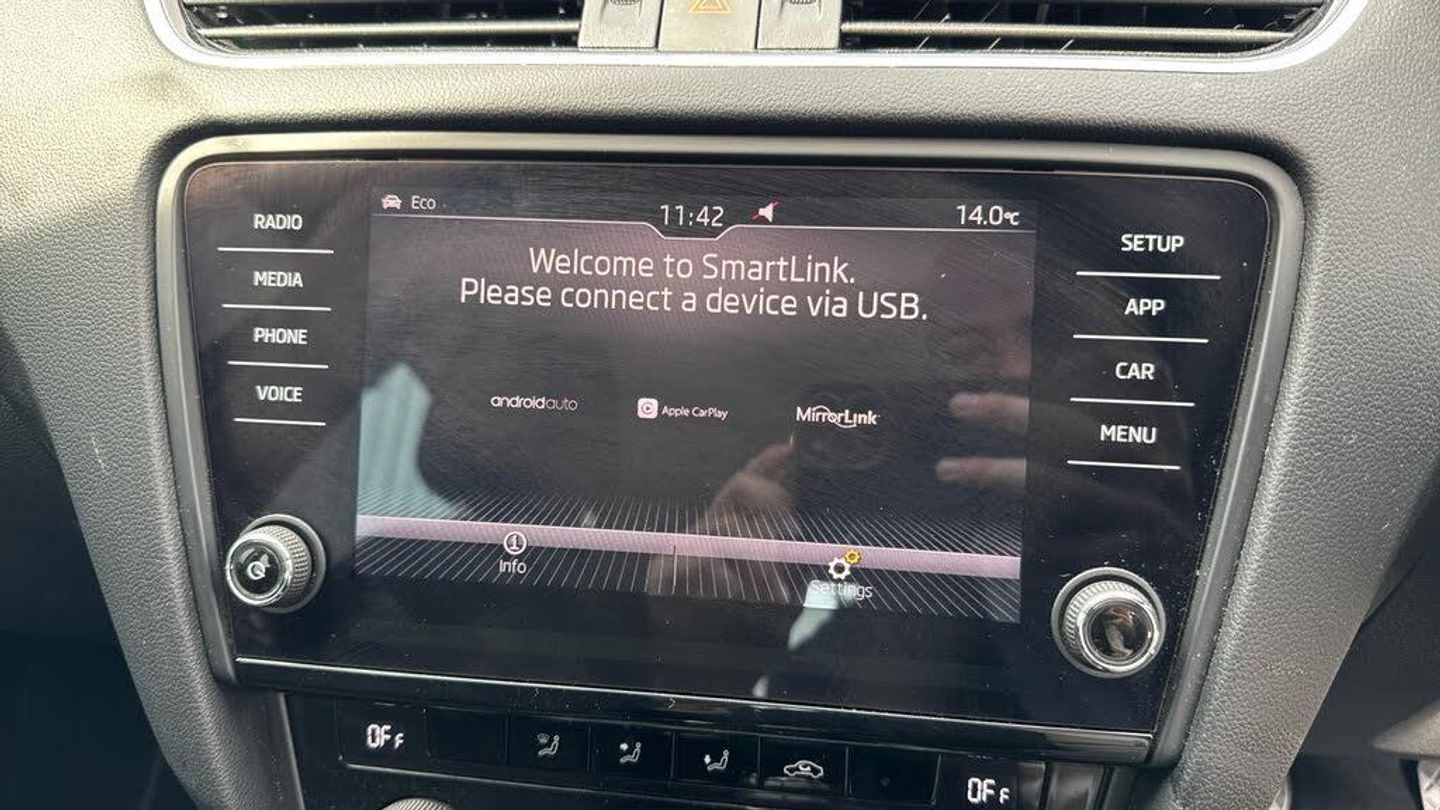 Eco
11:42
14.0°C
Welcome to SmartLink.
Please connect a device via USB.
androidauto
Apple CarPlay
MirrorLink
Info
Settings
RADIO
MEDIA
PHONE
VOICE
SETUP
APP
CAR
MENU
OFF
OFF